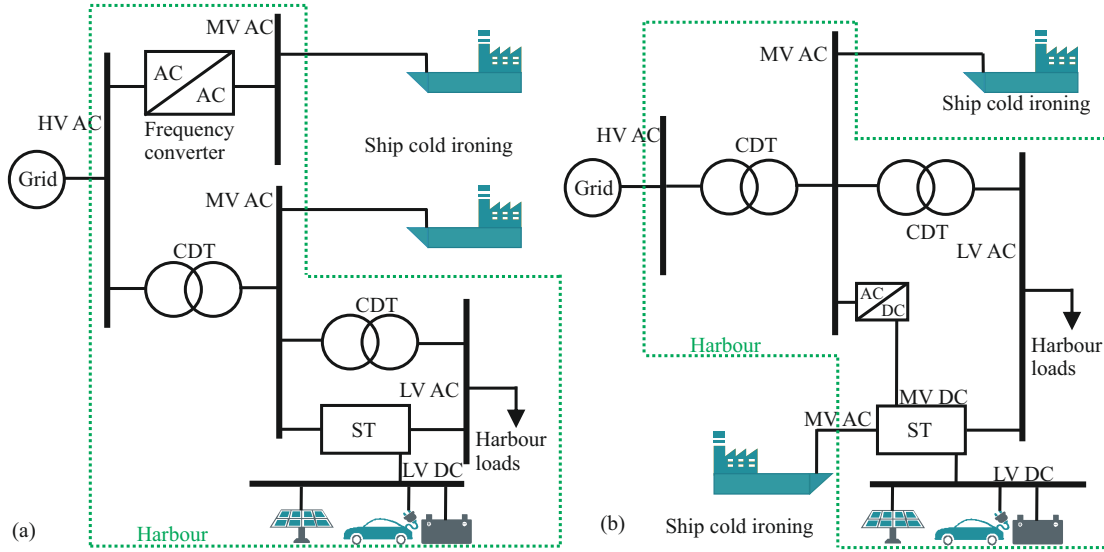 MV AC
AC
AC
HV AC
Frequency
converter
Grid
Ship cold ironing
MV AC
CDT
CDT
LV AC
ST
Harbour
loads
LV DC
(a)
Harbour
MV AC
Ship cold ironing
HV AC
CDT
Grid
CDT
LV AC
AC
DC
Harbour
Harbour
loads
MV DC
MV AC
ST
LV DC
(b)
Ship cold ironing